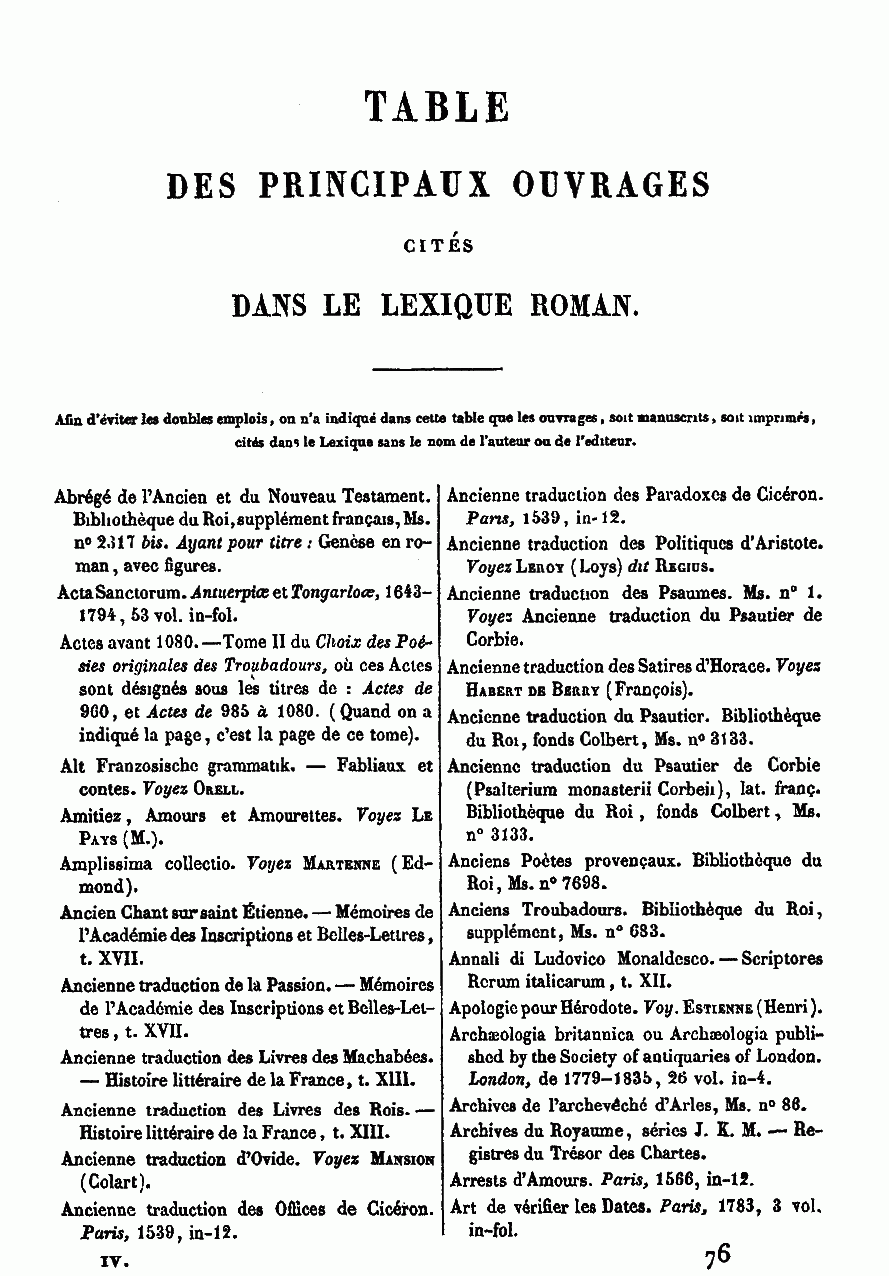 TABLE
DES PRINCIPAUX OUVRAGES
CITÉS
DANS LE LEXIQUE ROMAN.
Afin d'éviter les doubles emplois, on n'a indiqué dans cette table que les ouvrages, soit manuscrits, soit imprimés,
cités dans le Lexique sans le nom de l'auteur ou de l'editeur.
Abrégé de l'Ancien et du Nouveau Testament.
Bibliothèque du Roi, supplément français, Ms.
nº 2317 bis. Ayant pour titre : Genèse en ro-
man, avec figures.
Acta Sanctorum. Antuerpiæ et Tongarloæ, 1643-
1794, 53 vol. in-fol.
Actes avant 1080. — Tome II du Choix des Poé-
sies originales des Troubadours, où ces Actes
sont désignés sous les titres de : Actes de
960, et Actes de 985 à 1080. (Quand on a
indiqué la page, c'est la page de ce tome).
Alt Franzosische grammatik. — Fabliaux et
contes. Voyez ORELL.
Amitiez, Amours et Amourettes. Voyez LE
PAYS (M.).
Amplissima collectio. Voyez MARTENNE (Ed-
mond).
Ancien Chant sur saint Étienne. — Mémoires de
l'Académie des Inscriptions et Belles-Lettres,
t. XVII.
Ancienne traduction de la Passion. — Mémoires
de l'Académie des Inscriptions et Belles-Let-
tres, t. XVII.
Ancienne traduction des Livres des Machabées.
— Histoire littéraire de la France, t. XIII.
Ancienne traduction des Livres des Rois. —
Histoire littéraire de la France, t. XIII.
Ancienne traduction d'Ovide. Voyez MANSION
(Colart).
Ancienne traduction des Offices de Cicéron.
Paris, 1539, in-12.
Ancienne traduction des Paradoxes de Cicéron.
Paris, 1539, in-12.
Ancienne traduction des Politiques d'Aristote.
Voyez LEROY (Loys) dit REGIUS.
Ancienne traduction des Psaumes. Ms. nº 1.
Voyez Ancienne traduction du Psautier de
Corbie.
Ancienne traduction des Satires d'Horace. Voyez
HABERT DE BERRY (François).
Ancienne traduction du Psautier. Bibliothèque
du Roi, fonds Colbert, Ms. nº 3133.
Ancienne traduction du Psautier de Corbie
(Psalterium monasterii Corbeii), lat. franç.
Bibliothèque du Roi, fonds Colbert, Ms.
nº 3133.
Anciens Poètes provençaux. Bibliothèque du
Roi, Ms. nº 7698.
Anciens Troubadours. Bibliothèque du Roi,
supplément, Ms. nº 683.
Annali di Ludovico Monaldesco. — Scriptores
Rerum italicarum, t. XII.
Apologie pour Hérodote. Voy. ESTIENNE (Henri).
Archæologia britannica ou Archæologia publi-
shed by the Society of antiquaries of London.
London, de 1779-1835, 26 vol. in-4.
Archives de l'archevêché d'Arles, Ms. nº 86.
Archives du Royaume, séries J. K. M. — Re-
gistres du Trésor des Chartes.
Arrests d'Amours. Paris, 1566, in-12.
Art de vérifier les Dates. Paris, 1783, 3 vol.
in-fol.
IV. 76